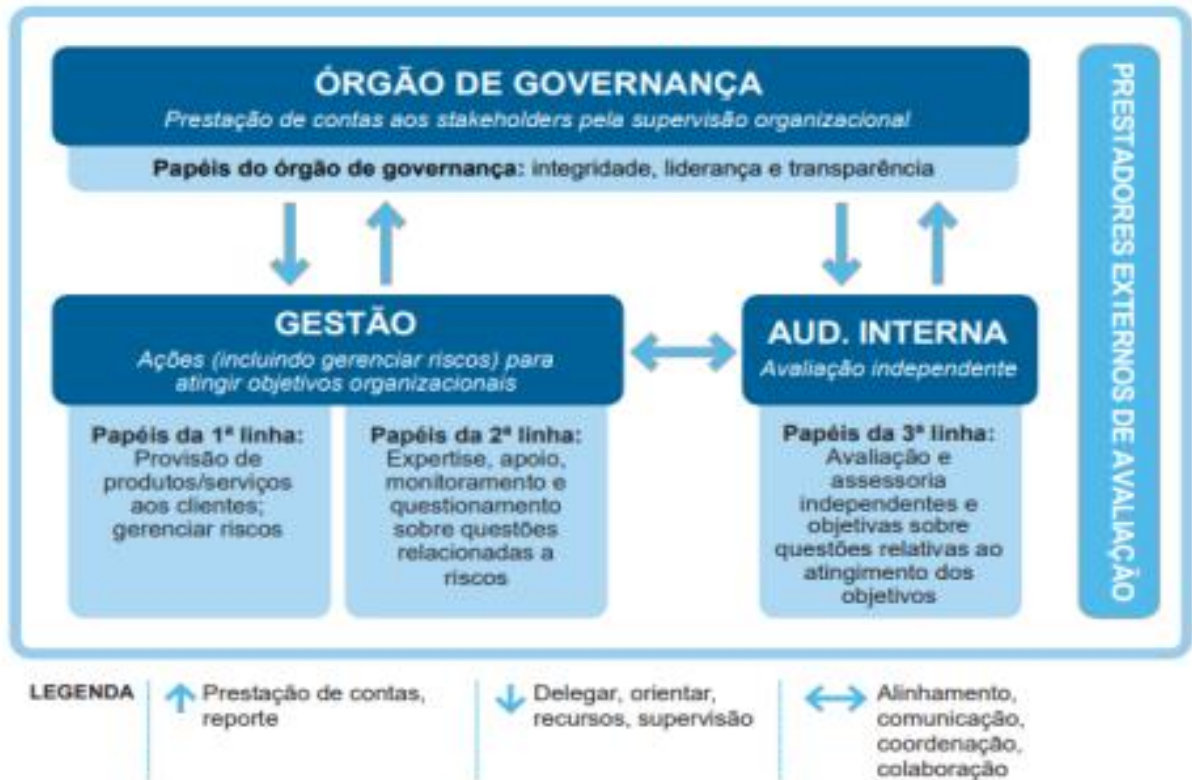 ÓRGÃO DE GOVERNANÇA
Prestação de contas aos stakeholders pela supervisão organizacional
Papéis do órgão de governança: integridade, liderança e transparência
GESTÃO
Ações (incluindo gerenciar riscos) para
atingir objetivos organizacionais
Papéis da 1ª linha:
Provisão de
produtos/serviços
aos clientes;
gerenciar riscos
Papéis da 2ª linha:
Expertise, apoio,
monitoramento e
questionamento
sobre questões
relacionadas a
riscos
AUD. INTERNA
Avaliação independente
Papéis da 3ª linha:
Avaliação e
assessoria
independentes e
objetivas sobre
questões relativas ao
atingimento dos
objetivos
PRESTADORES EXTERNOS DE AVALIAÇÃO
LEGENDA
Prestação de contas,
reporte
Delegar, orientar,
recursos, supervisão
Alinhamento,
comunicação,
coordenação,
colaboração